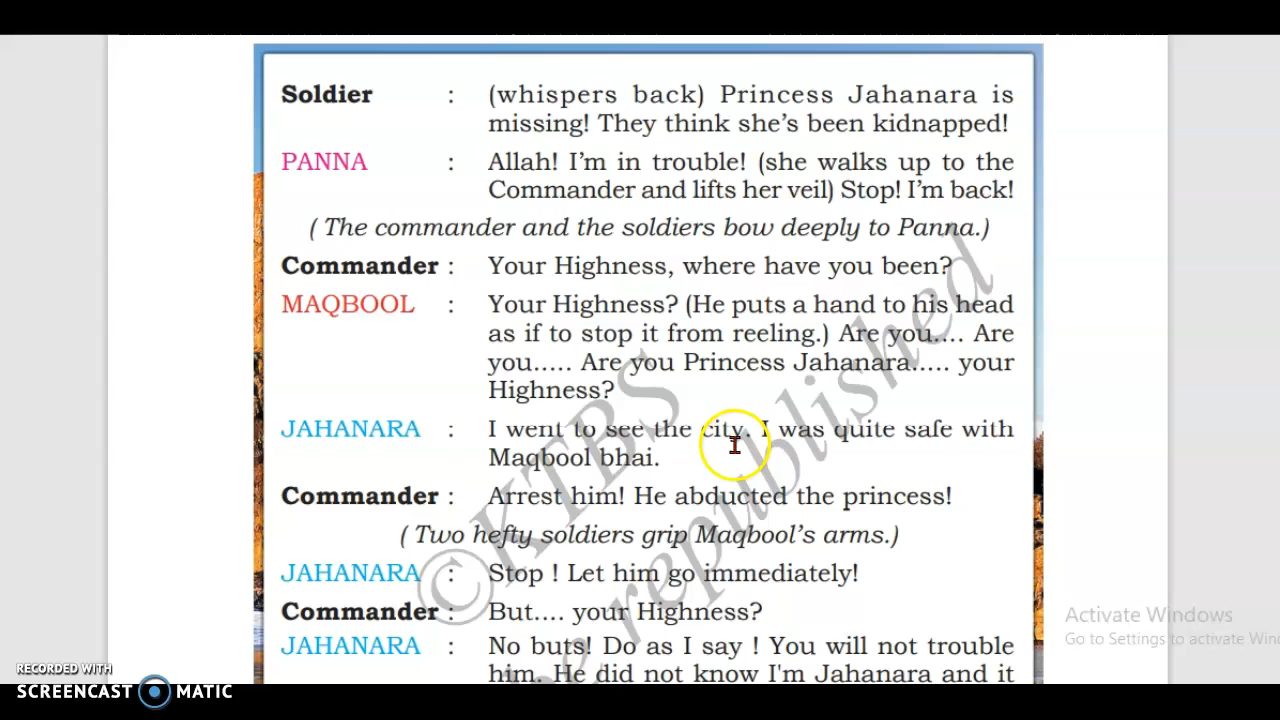 Soldier : (whispers back) Princess Jahanara is
missing! They think she's been kidnapped!
PANNA : Allah! I'm in trouble! (she walks up to the
Commander and lifts her veil) Stop! I'm back!
( The commander and the soldiers bow deeply to Panna.)
Commander : Your Highness, where have you been?
MAQBOOL : Your Highness? (He puts a hand to his head
as if to stop it from reeling.) Are you.... Are
you..... Are you Princess Jahanara..... your
Highness?
JAHANARA : I went to see the city. I was quite safe with
Maqbool bhai.
Commander : Arrest him! He abducted the princess!
( Two hefty soldiers grip Maqbool's arms.)
JAHANARA : Stop ! Let him go immediately!
Commander : But.... your Highness?
JAHANARA : No buts! Do as I say ! You will not trouble
him. He did not know I'm Jahanara and it
©KTBS
be republished
Activate Windows
Go to Settings to activate Win
RECORDED WITH
SCREENCAST MATIC